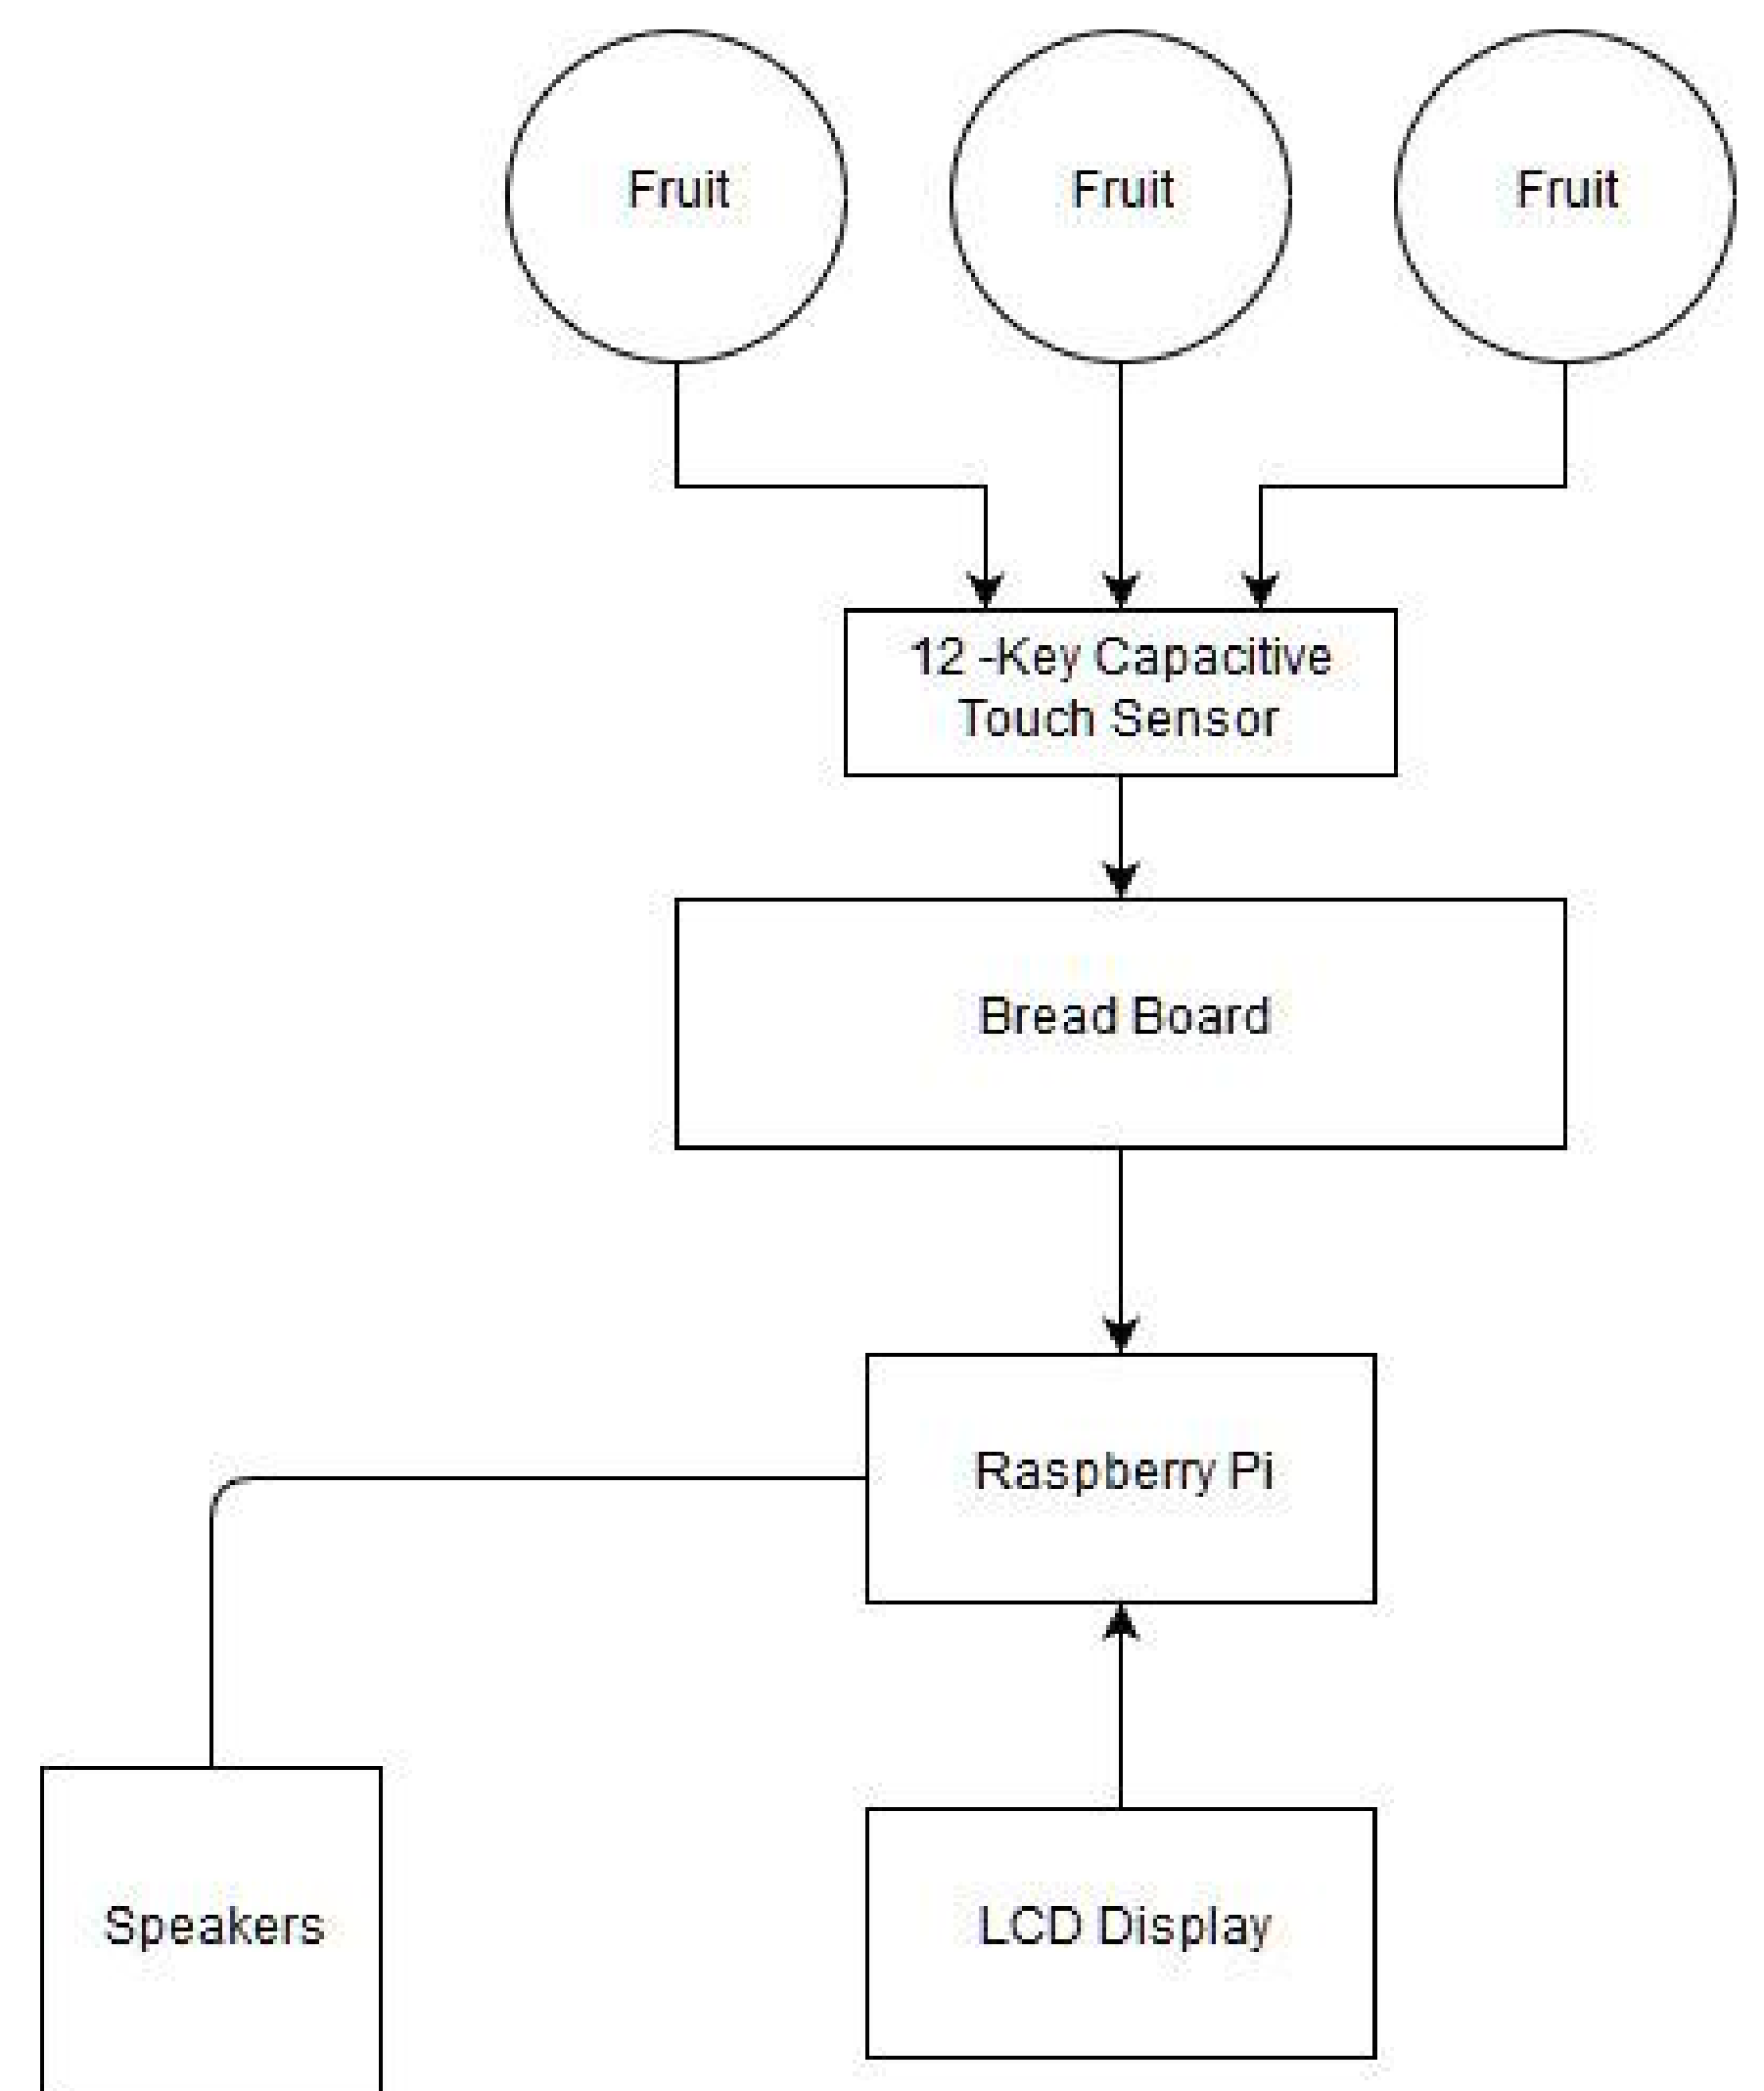 Fruit
Fruit
Fruit
12 -Key Capacitive
Touch Sensor
Bread Board
Raspberry Pi
Speakers
LCD Display